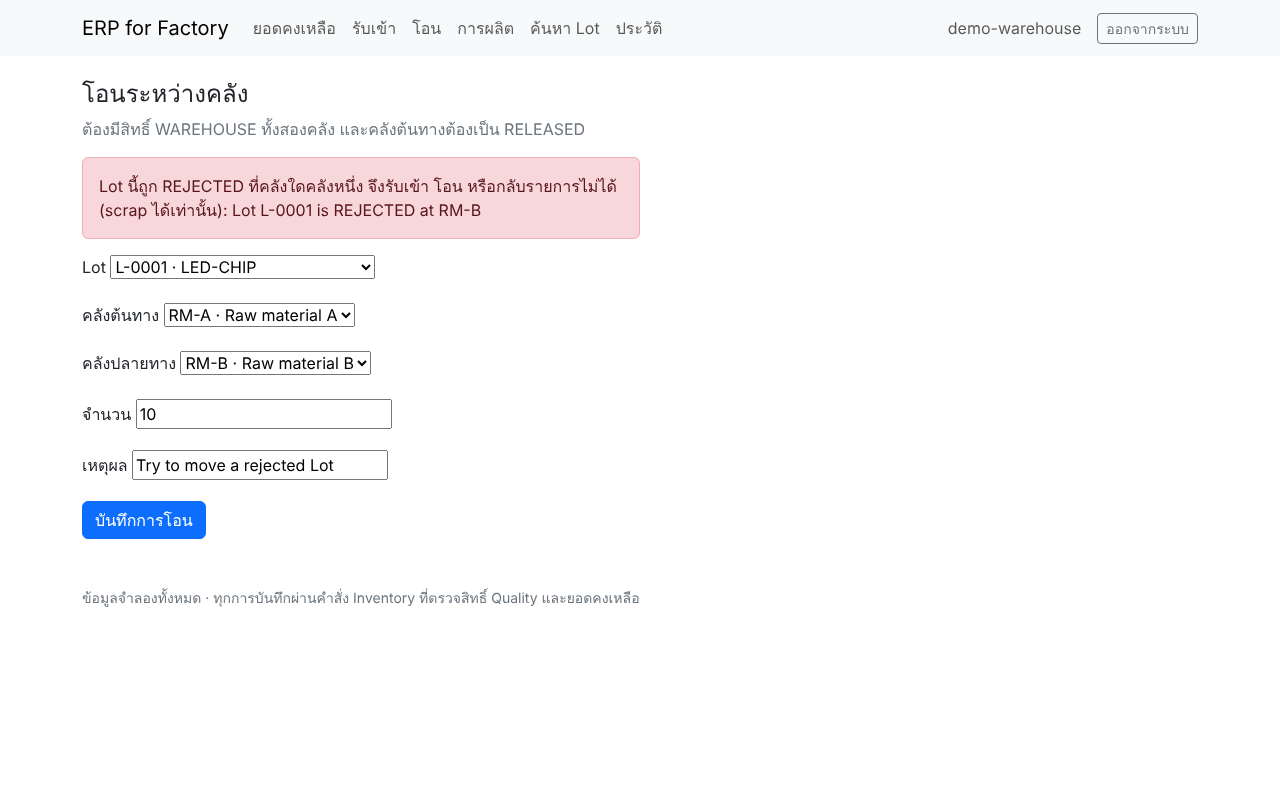 ERP for Factory ยอดคงเหลือ รับเข้า โอน การผลิต ค้นหา Lot ประวัติ demo-warehouse ออกจากระบบ
โอนระหว่างคลัง
ต้องมีสิทธิ์ WAREHOUSE ทั้งสองคลัง และคลังต้นทางต้องเป็น RELEASED
Lot นี้ถูก REJECTED ที่คลังใดคลังหนึ่ง จึงรับเข้า โอน หรือกลับรายการไม่ได้
(scrap ได้เท่านั้น): Lot L-0001 is REJECTED at RM-B
Lot L-0001 · LED-CHIP
คลังต้นทาง RM-A · Raw material A
คลังปลายทาง RM-B · Raw material B
จำนวน 10
เหตุผล Try to move a rejected Lot
บันทึกการโอน
ข้อมูลจำลองทั้งหมด · ทุกการบันทึกผ่านคำสั่ง Inventory ที่ตรวจสิทธิ์ Quality และยอดคงเหลือ